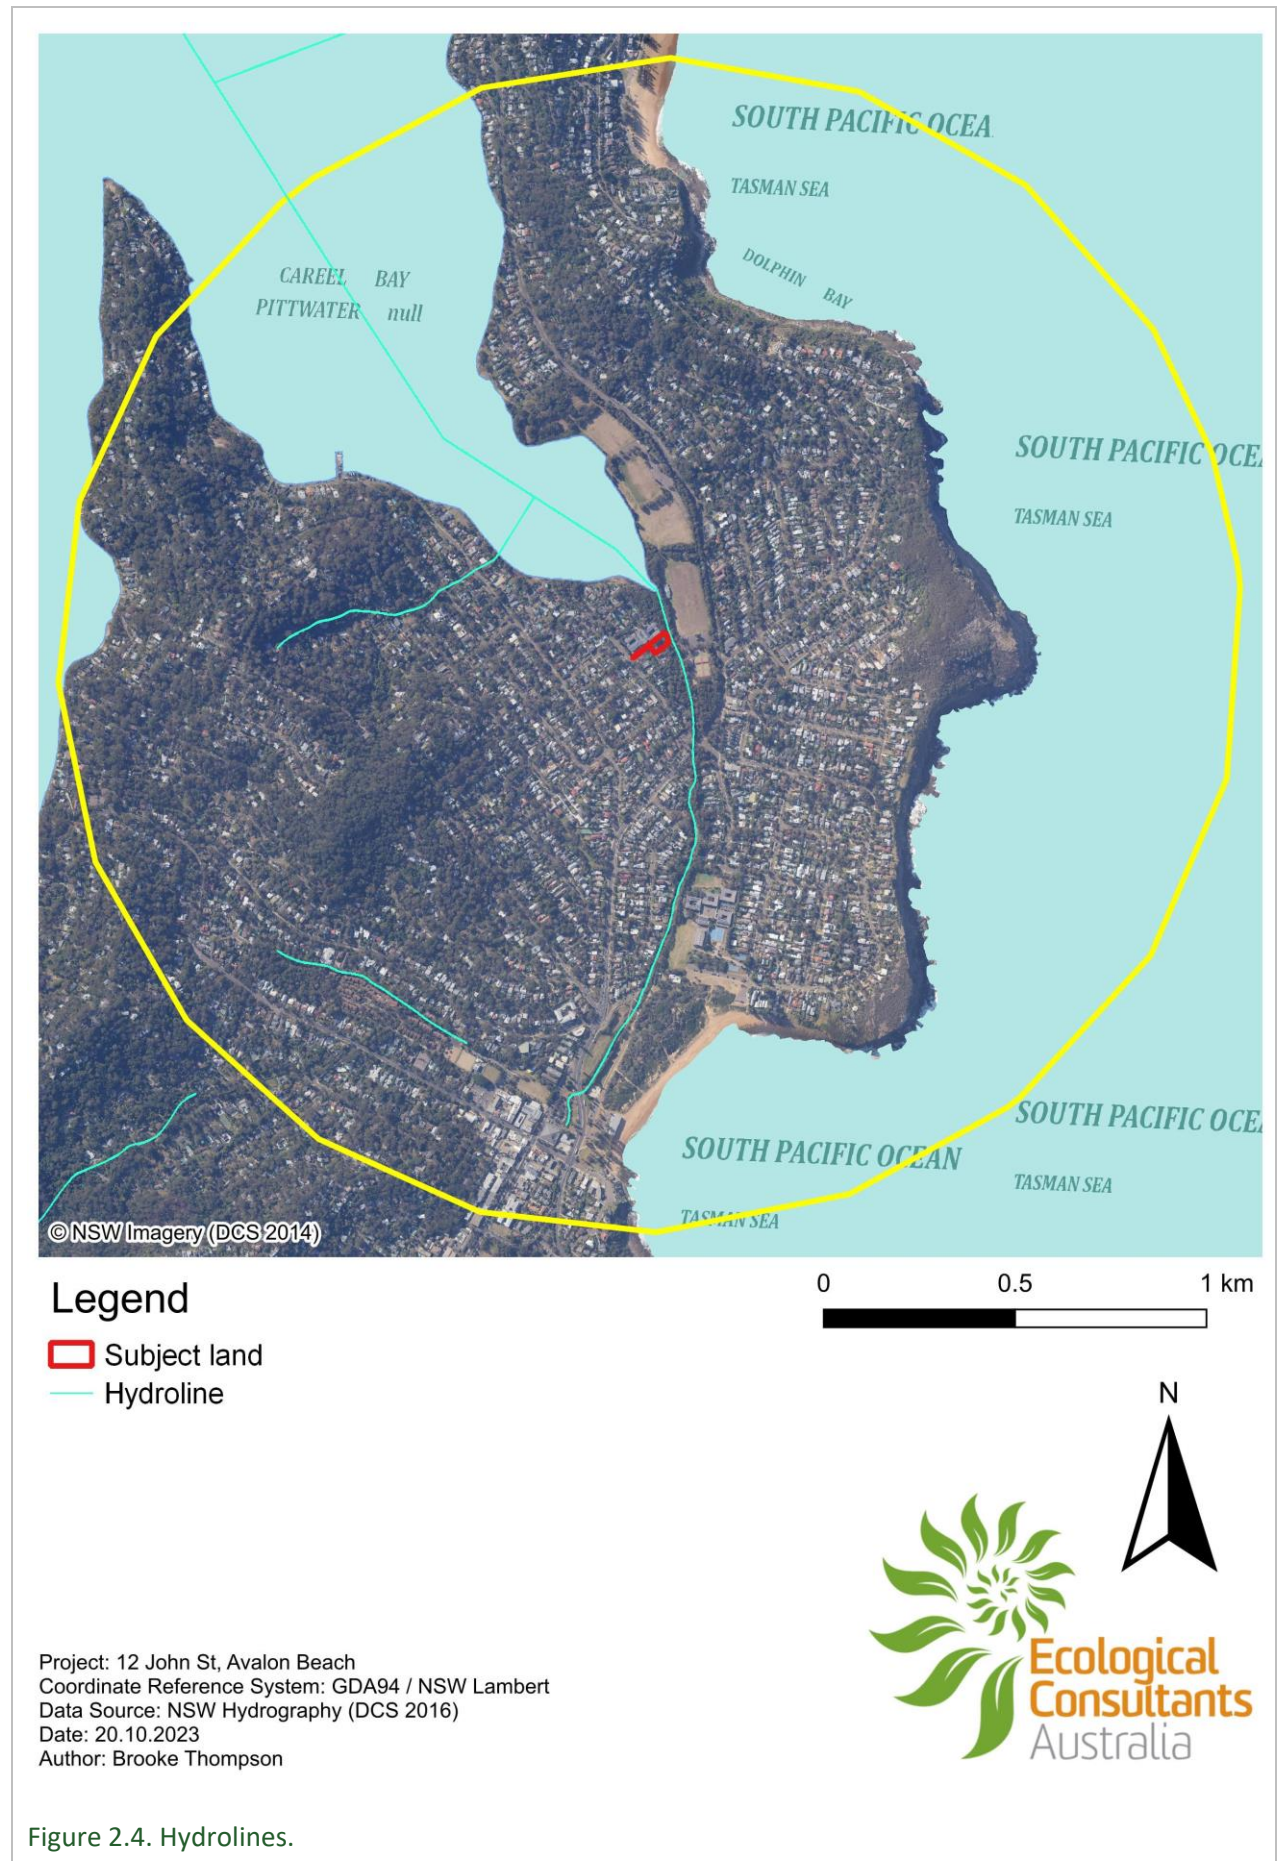 SOUTH PACIFIC OCEA
TASMAN SEA
DOLPHIN BAY
CAREEL BAY
PITTWATER null
SOUTH PACIFIC OCEA
TASMAN SEA
SOUTH PACIFIC OCEA
SOUTH PACIFIC OCEAN
TASMAN SEA
TASMAN SEA
© NSW Imagery (DCS 2014)
Legend
Subject land
Hydroline
0 0.5 1 km
N
Ecological
Consultants
Australia
Project: 12 John St, Avalon Beach
Coordinate Reference System: GDA94 / NSW Lambert
Data Source: NSW Hydrography (DCS 2016)
Date: 20.10.2023
Author: Brooke Thompson
Figure 2.4. Hydrolines.